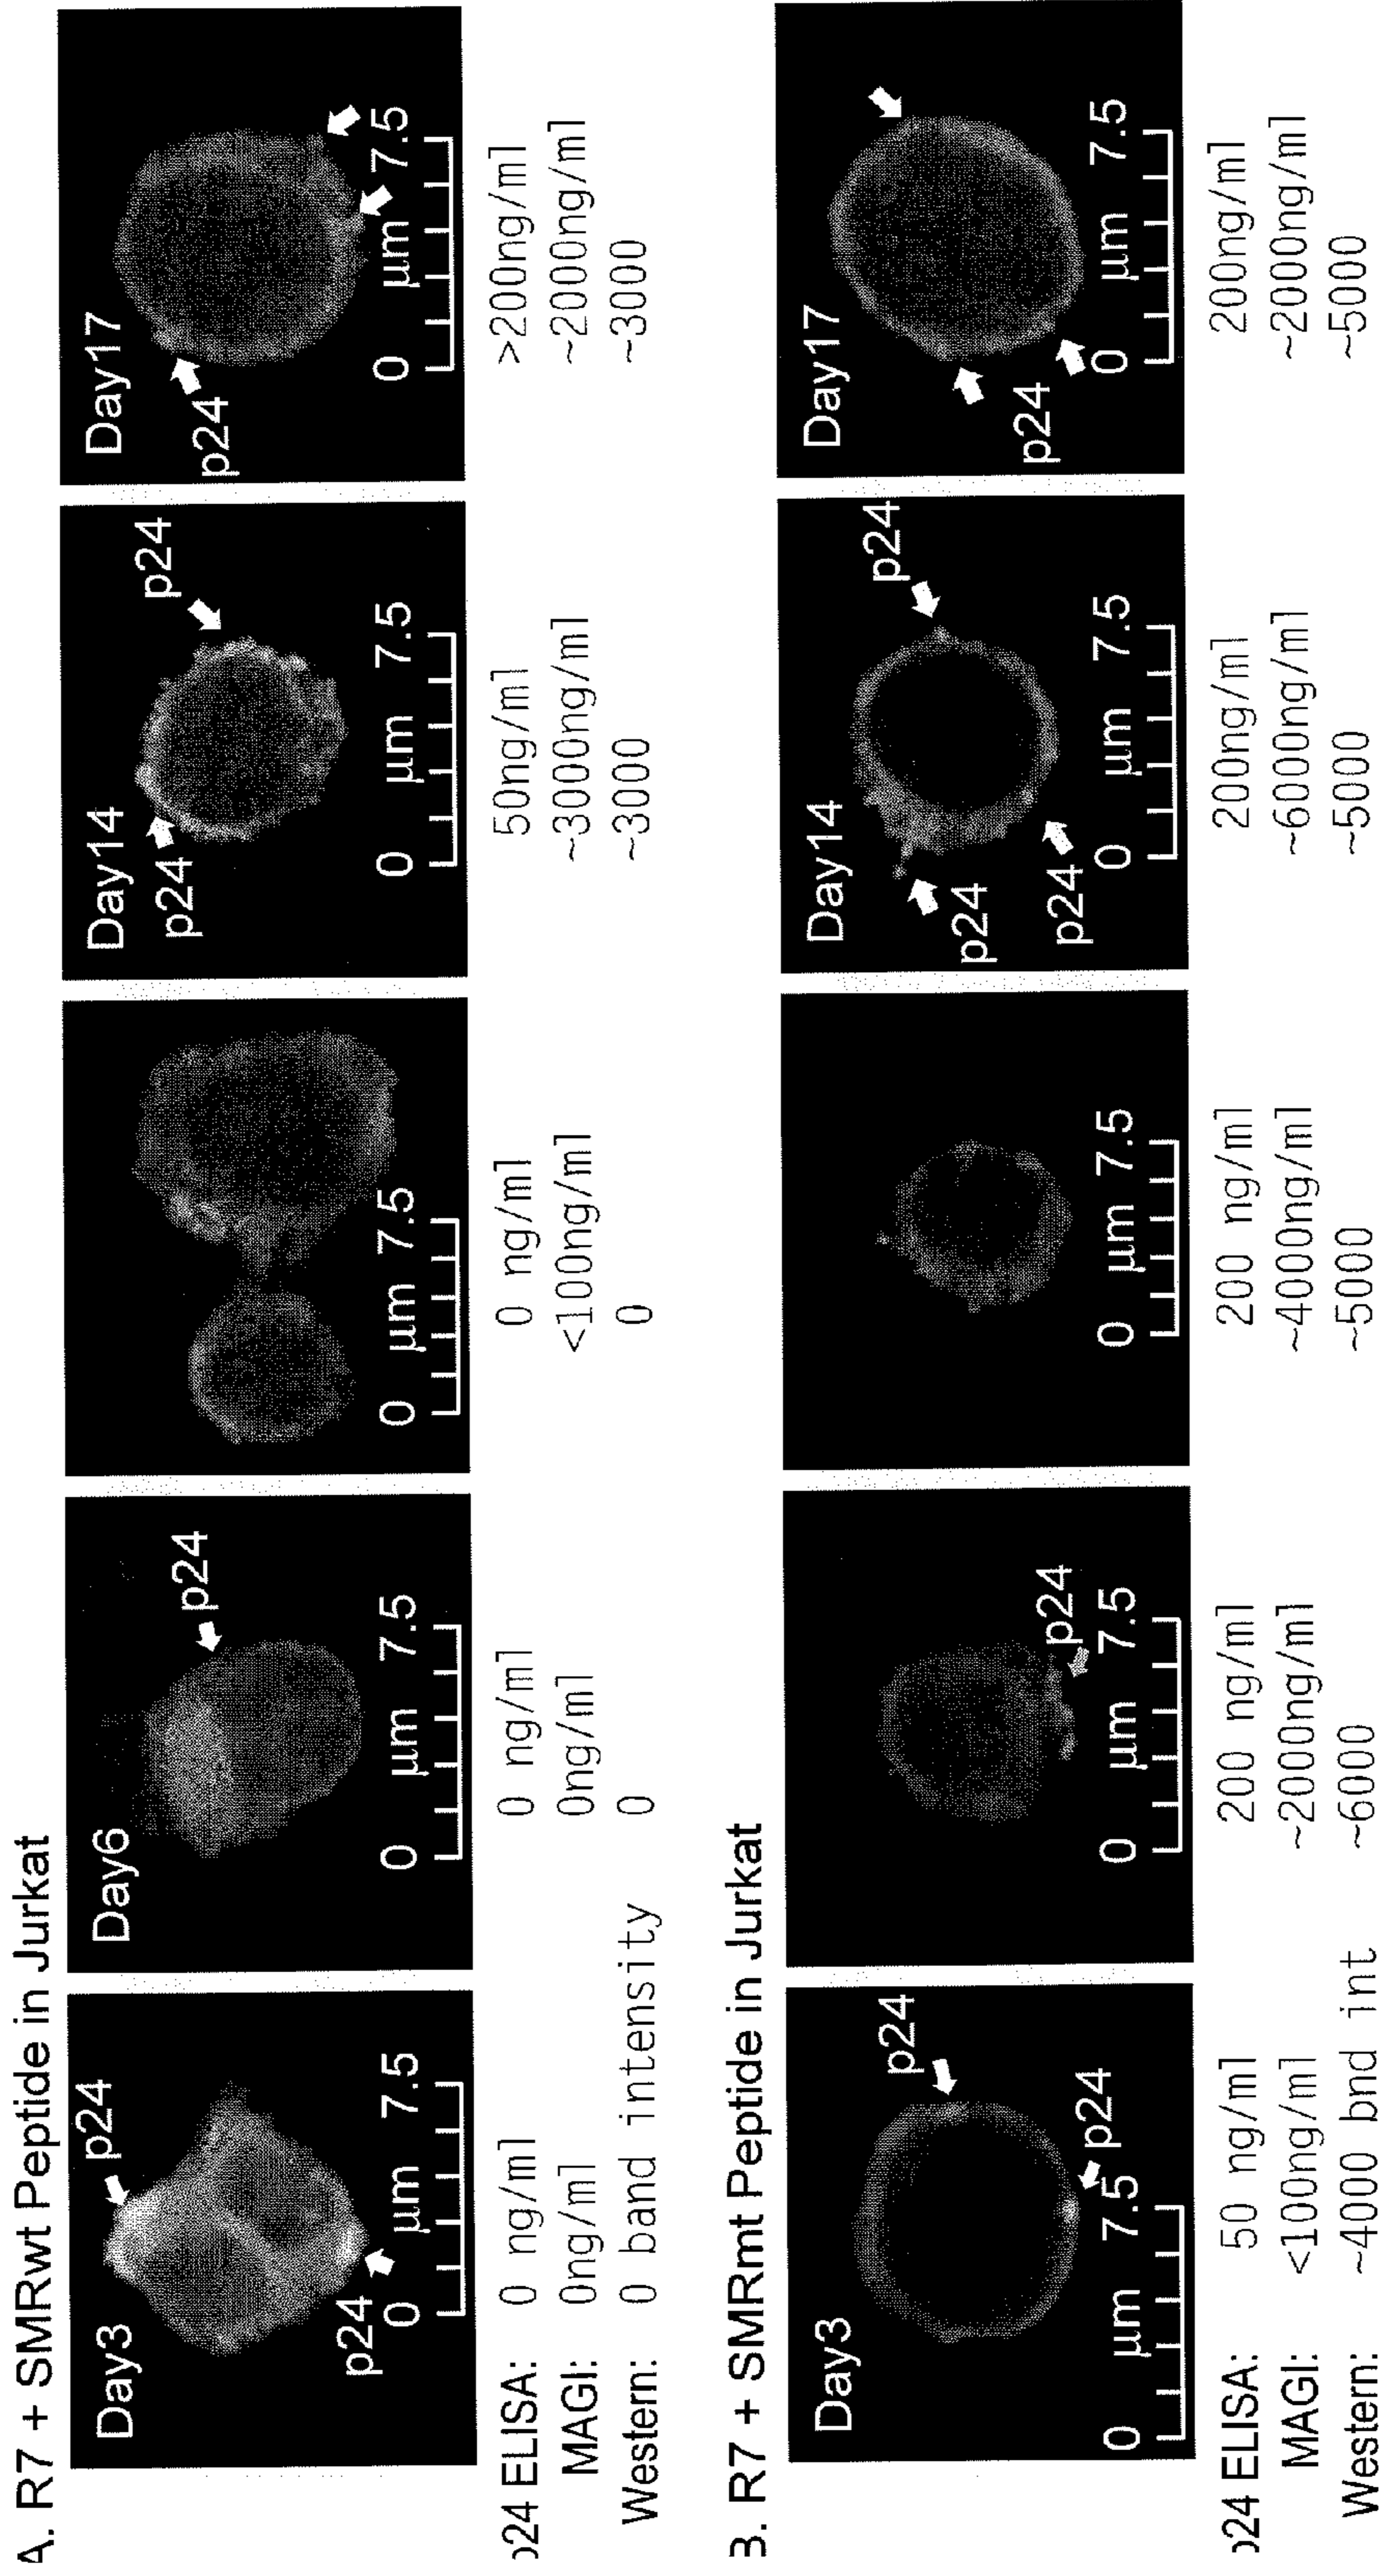 A. R7 + SMRwt Peptide in Jurkat
Day3
p24
p24
0 μm 7.5
Day6
p24
0 μm 7.5
0 μm 7.5
Day14
p24
p24
0 μm 7.5
Day17
p24
0 μm 7.5
p24 ELISA: 0 ng/ml 0 ng/ml 0 ng/ml 50ng/ml >200ng/ml
MAGI: 0ng/ml 0ng/ml <100ng/ml ~3000ng/ml ~2000ng/ml
Western: 0 band intensity 0 0 ~3000 ~3000
B. R7 + SMRmt Peptide in Jurkat
Day3
p24
p24
0 μm 7.5
p24
0 μm 7.5
0 μm 7.5
Day14
p24
p24
p24
0 μm 7.5
Day17
p24
0 μm 7.5
p24 ELISA: 50 ng/ml 200 ng/ml 200 ng/ml 200ng/ml 200ng/ml
MAGI: <100ng/ml ~2000ng/ml ~4000ng/ml ~6000ng/ml ~2000ng/ml
Western: ~4000 bnd int ~6000 ~5000 ~5000 ~5000